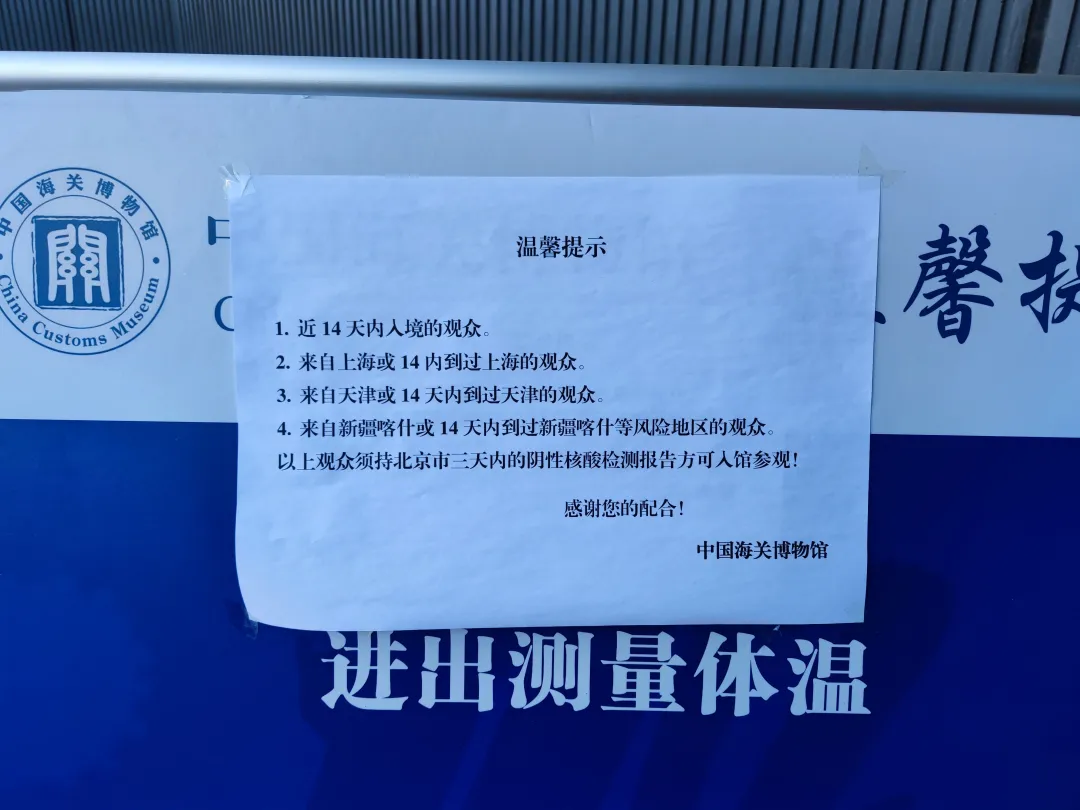 中国海关博物馆
關
China Customs Museum
馨提
温馨提示
1. 近 14 天内入境的观众。
2. 来自上海或 14 内到过上海的观众。
3. 来自天津或 14 天内到过天津的观众。
4. 来自新疆喀什或 14 天内到过新疆喀什等风险地区的观众。
以上观众须持北京市三天内的阴性核酸检测报告方可入馆参观!
感谢您的配合!
中国海关博物馆
进出测量体温